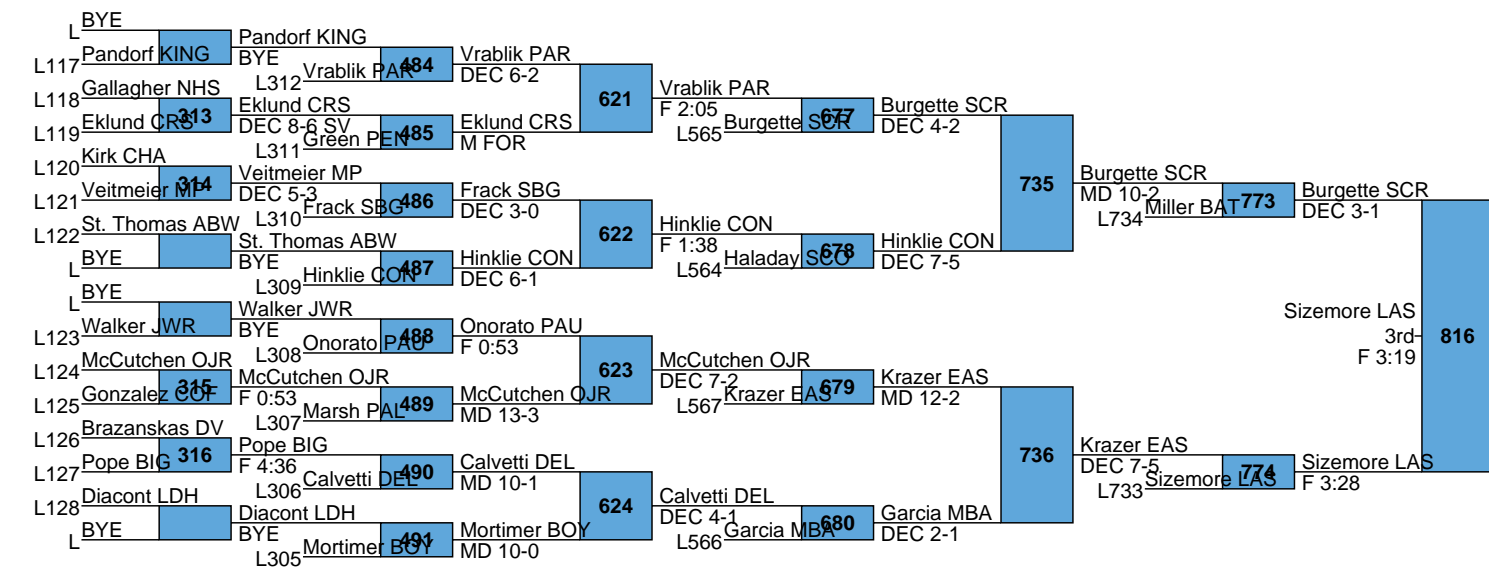 BYE
L
Pandorf KING
L117
Pandorf KING
BYE
484
Vrablik PAR
L312
Vrablik PAR
DEC 6-2
Gallagher NHS
L118
313
Eklund CRS
L119
Eklund CRS
DEC 8-6 SV
485
Green PEN
L311
Eklund CRS
M FOR
621
Vrablik PAR
F 2:05
677
Burgette SCR
L565
Burgette SCR
DEC 4-2
Kirk CHA
L120
314
Veitmeier MP
L121
Veitmeier MP
DEC 5-3
486
Frack SBG
L310
Frack SBG
DEC 3-0
St. Thomas ABW
L122
BYE
L
St. Thomas ABW
BYE
487
Hinklie CON
L309
Hinklie CON
DEC 6-1
622
Hinklie CON
F 1:38
678
Haladay SCO
L564
Hinklie CON
DEC 7-5
735
Burgette SCR
MD 10-2
773
Miller BAT
L734
Burgette SCR
DEC 3-1
BYE
L
Walker JWR
L123
Walker JWR
BYE
488
Onorato PAU
L308
Onorato PAU
F 0:53
McCutchen OJR
L124
315
Gonzalez COF
L125
McCutchen OJR
F 0:53
489
Marsh PAL
L307
McCutchen OJR
MD 13-3
623
McCutchen OJR
DEC 7-2
679
Krazer EAS
L567
Krazer EAS
MD 12-2
Brazanskas DV
L126
316
Pope BIG
L127
Pope BIG
F 4:36
490
Calvetti DEL
L306
Calvetti DEL
MD 10-1
Diacont LDH
L128
BYE
L
Diacont LDH
BYE
491
Mortimer BOY
L305
Mortimer BOY
MD 10-0
624
Calvetti DEL
DEC 4-1
680
Garcia MBA
L566
Garcia MBA
DEC 2-1
736
Krazer EAS
DEC 7-5
774
Sizemore LAS
L733
Sizemore LAS
F 3:28
Sizemore LAS
3rd
F 3:19
816